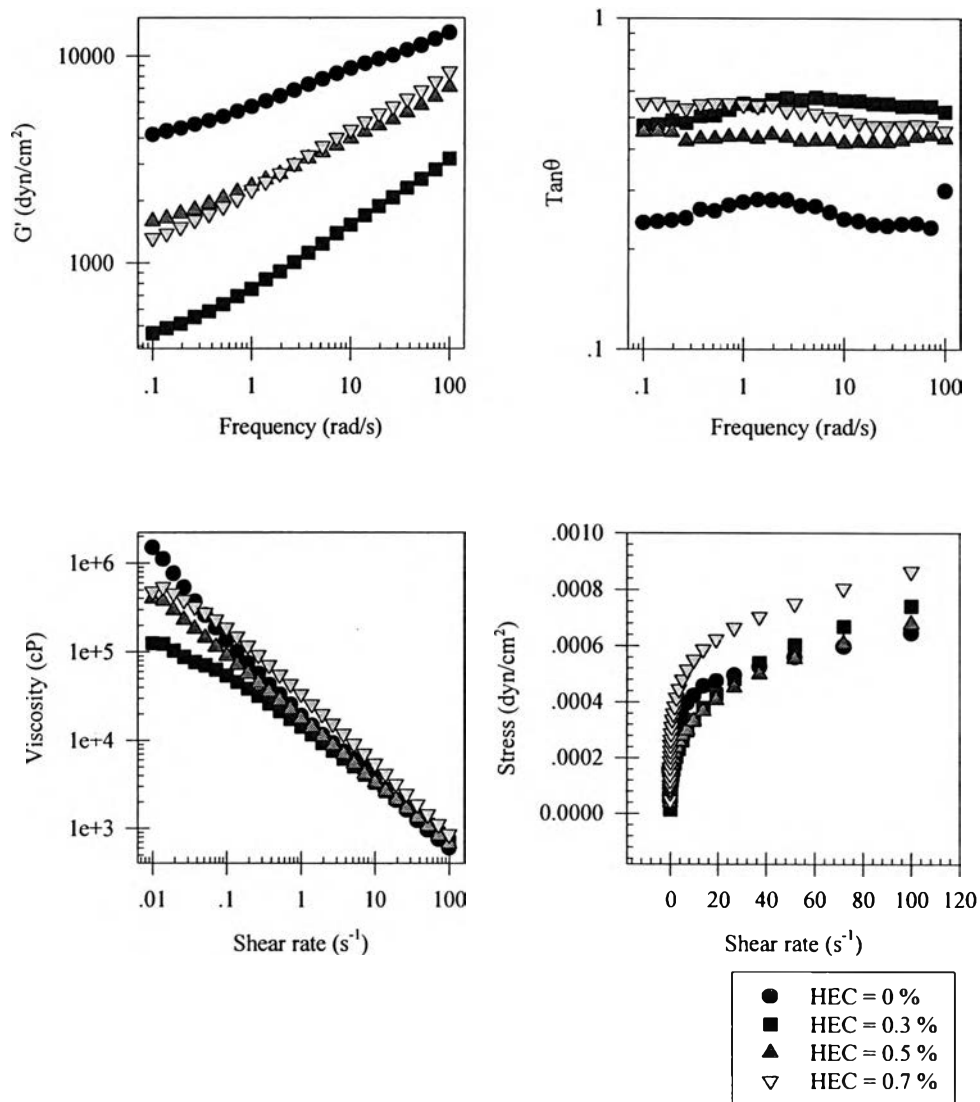 10000
1000
G' (dyn/cm²)
.1 1 10 100
Frequency (rad/s)
1
.1
Tanθ
.1 1 10 100
Frequency (rad/s)
1e+6
1e+5
1e+4
1e+3
Viscosity (cP)
.01 .1 1 10 100
Shear rate (s⁻¹)
.0010
.0008
.0006
.0004
.0002
0.0000
Stress (dyn/cm²)
0 20 40 60 80 100 120
Shear rate (s⁻¹)
HEC = 0 %
HEC = 0.3 %
HEC = 0.5 %
HEC = 0.7 %